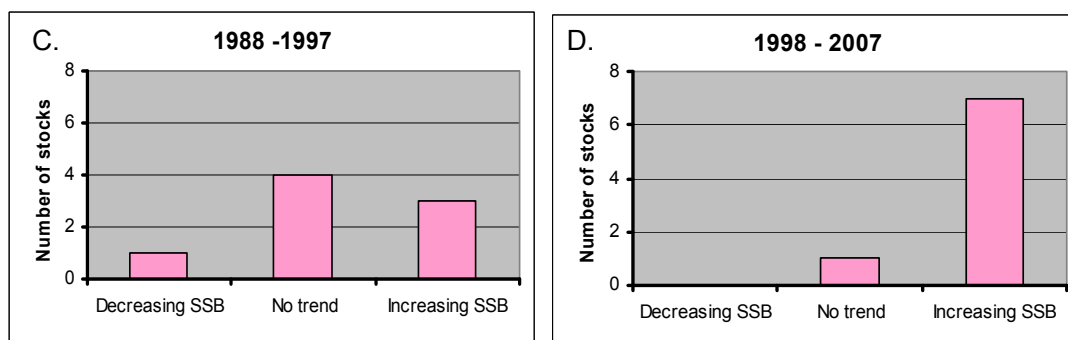 C.
1988 -1997
Number of stocks
8
6
4
2
0
Decreasing SSB
No trend
Increasing SSB
D.
1998 - 2007
Number of stocks
8
6
4
2
0
Decreasing SSB
No trend
Increasing SSB